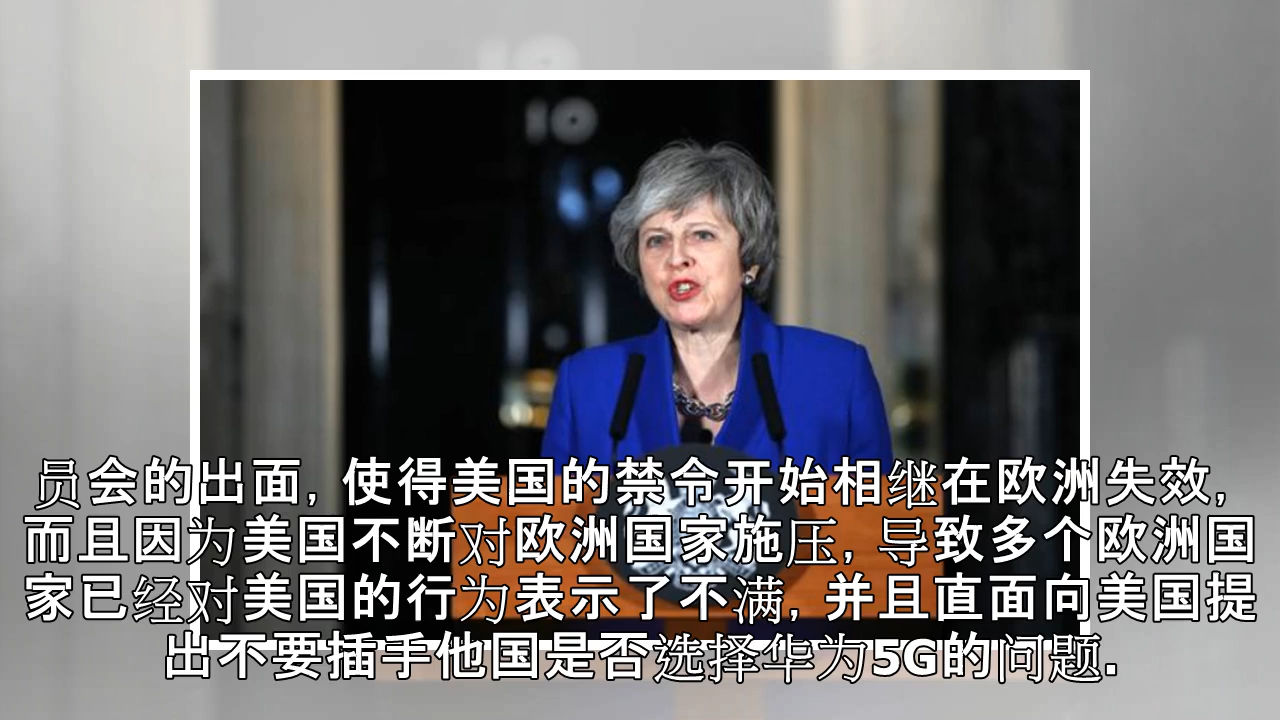 10
10
员会的出面, 使得美国的禁令开始相继在欧洲失效,
而且因为美国不断对欧洲国家施压, 导致多个欧洲国
家已经对美国的行为表示了不满, 并且直面向美国提
出不要插手他国是否选择华为5G的问题.